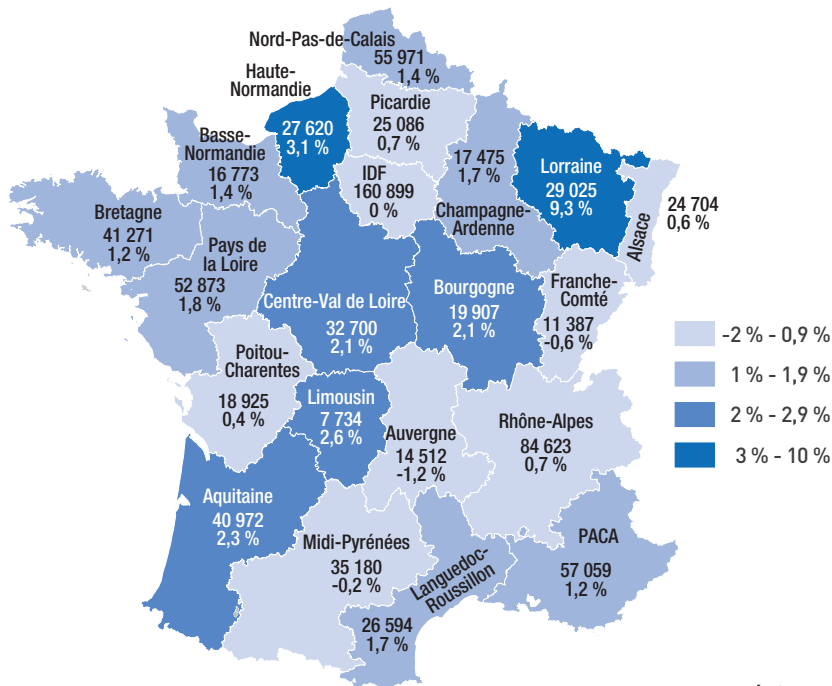 Nord-Pas-de-Calais
55 971
1,4 %
Haute-
Normandie
27 620
3,1 %
Picardie
25 086
0,7 %
Basse-
Normandie
16 773
1,4 %
IDF
160 899
0 %
17 475
1,7 %
Champagne-
Ardenne
Lorraine
29 025
9,3 %
Alsace
24 704
0,6 %
Bretagne
41 271
1,2 %
Pays de
la Loire
52 873
1,8 %
Centre-Val de Loire
32 700
2,1 %
Bourgogne
19 907
2,1 %
Franche-
Comté
11 387
-0,6 %
Poitou-
Charentes
18 925
0,4 %
Limousin
7 734
2,6 %
Auvergne
14 512
-1,2 %
Rhône-Alpes
84 623
0,7 %
Aquitaine
40 972
2,3 %
Midi-Pyrénées
35 180
-0,2 %
Languedoc-
Roussillon
26 594
1,7 %
PACA
57 059
1,2 %
-2 % - 0,9 %
1 % - 1,9 %
2 % - 2,9 %
3 % - 10 %